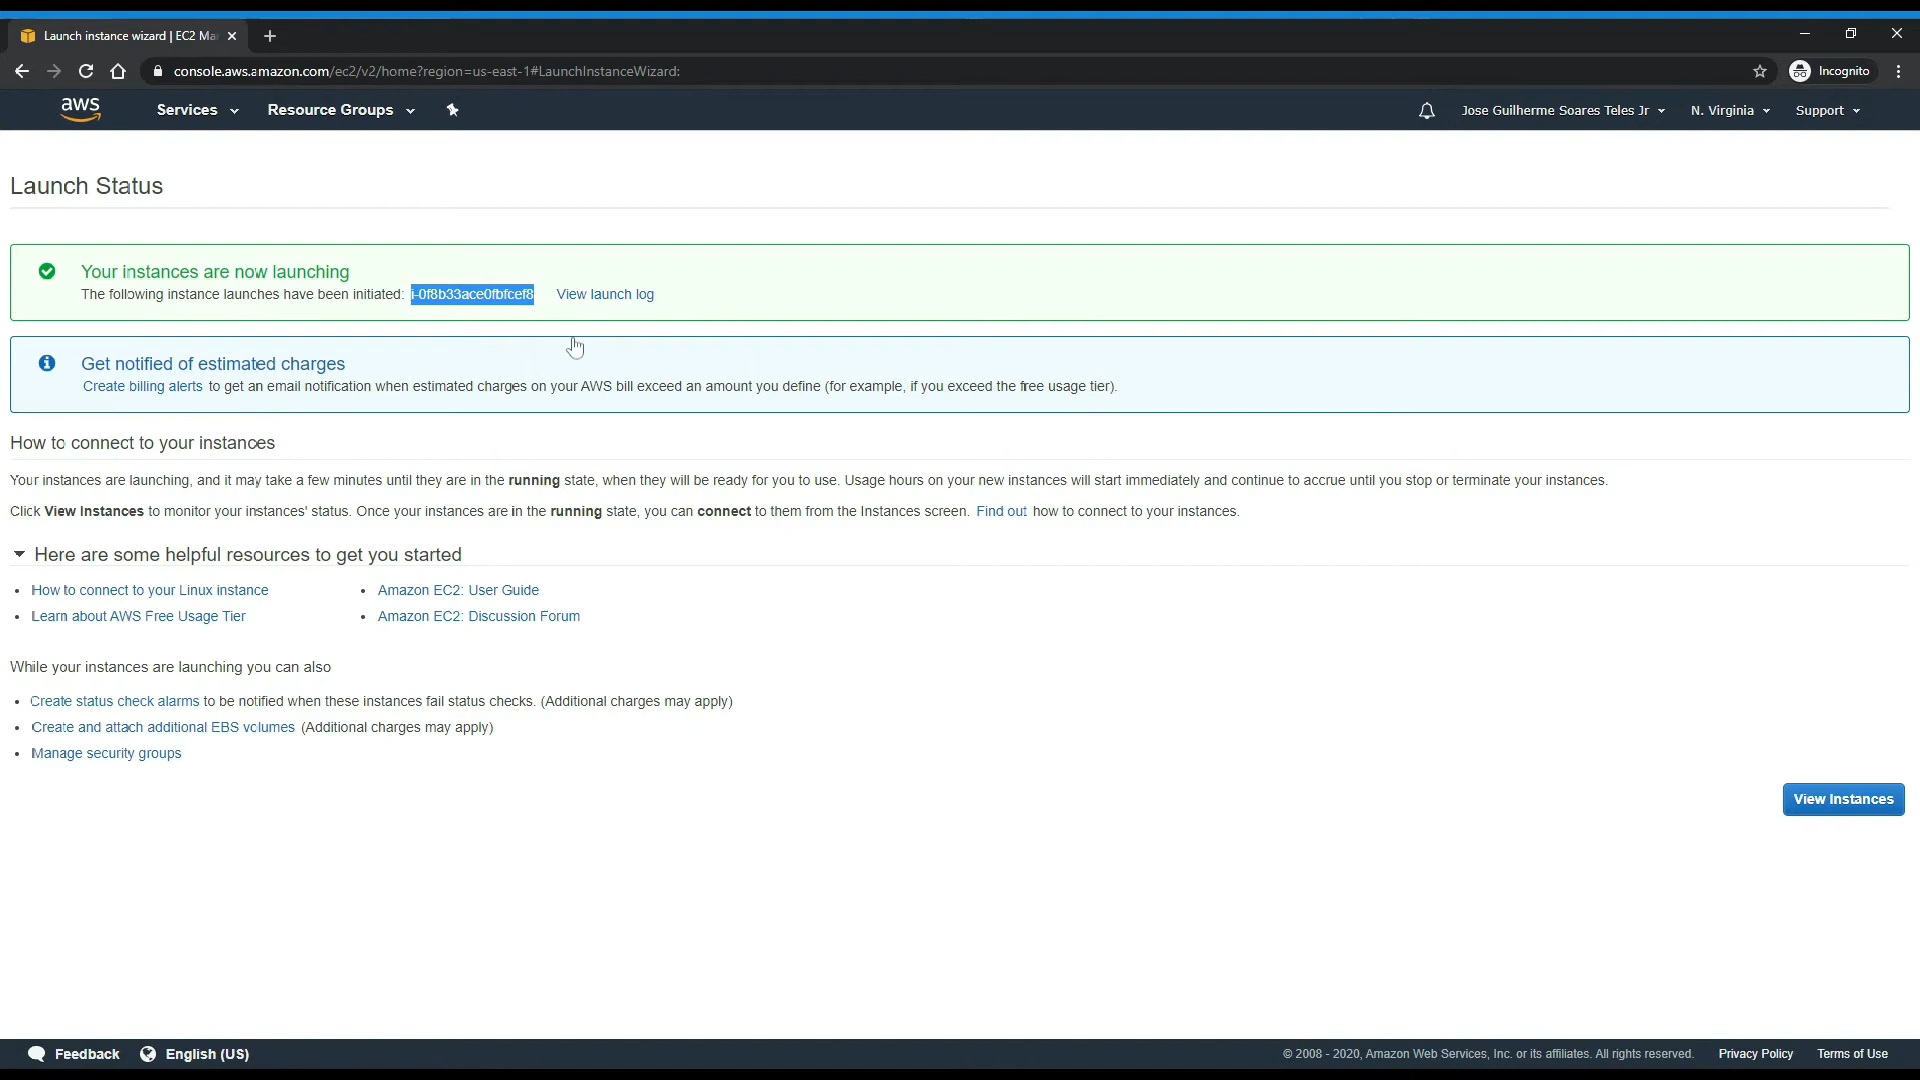 Launch instance wizard | EC2 Ma
console.aws.amazon.com/ec2/v2/home?region=us-east-1#LaunchInstanceWizard:
Incognito
aws
Services
Resource Groups
Jose Guilherme Soares Teles Jr
N. Virginia
Support
Launch Status
Your instances are now launching
The following instance launches have been initiated: i-0f8b33ace0fbfcef8 View launch log
Get notified of estimated charges
Create billing alerts to get an email notification when estimated charges on your AWS bill exceed an amount you define (for example, if you exceed the free usage tier).
How to connect to your instances
Your instances are launching, and it may take a few minutes until they are in the running state, when they will be ready for you to use. Usage hours on your new instances will start immediately and continue to accrue until you stop or terminate your instances.
Click View Instances to monitor your instances' status. Once your instances are in the running state, you can connect to them from the Instances screen. Find out how to connect to your instances.
Here are some helpful resources to get you started
How to connect to your Linux instance
Learn about AWS Free Usage Tier
Amazon EC2: User Guide
Amazon EC2: Discussion Forum
While your instances are launching you can also
Create status check alarms to be notified when these instances fail status checks. (Additional charges may apply)
Create and attach additional EBS volumes (Additional charges may apply)
Manage security groups
View Instances
Feedback
English (US)
© 2008 - 2020, Amazon Web Services, Inc. or its affiliates. All rights reserved.
Privacy Policy
Terms of Use